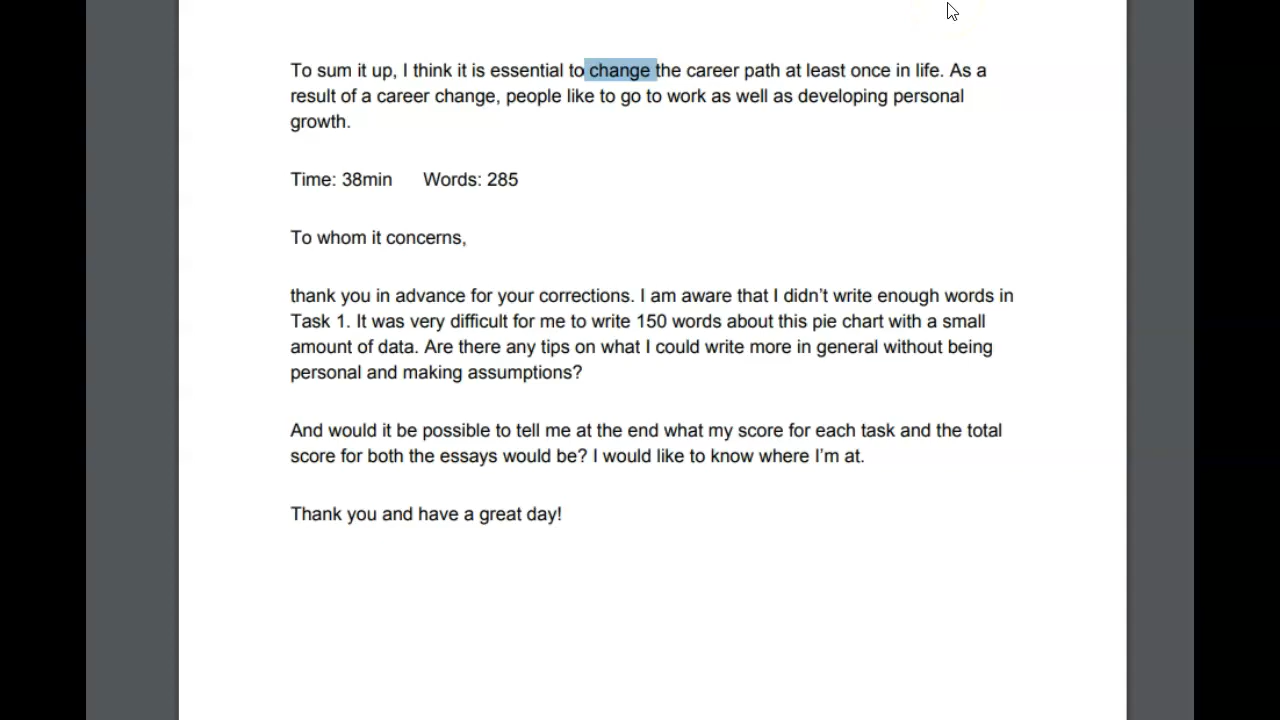 To sum it up, I think it is essential to change the career path at least once in life. As a
result of a career change, people like to go to work as well as developing personal
growth.
Time: 38min Words: 285
To whom it concerns,
thank you in advance for your corrections. I am aware that I didn't write enough words in
Task 1. It was very difficult for me to write 150 words about this pie chart with a small
amount of data. Are there any tips on what I could write more in general without being
personal and making assumptions?
And would it be possible to tell me at the end what my score for each task and the total
score for both the essays would be? I would like to know where I'm at.
Thank you and have a great day!